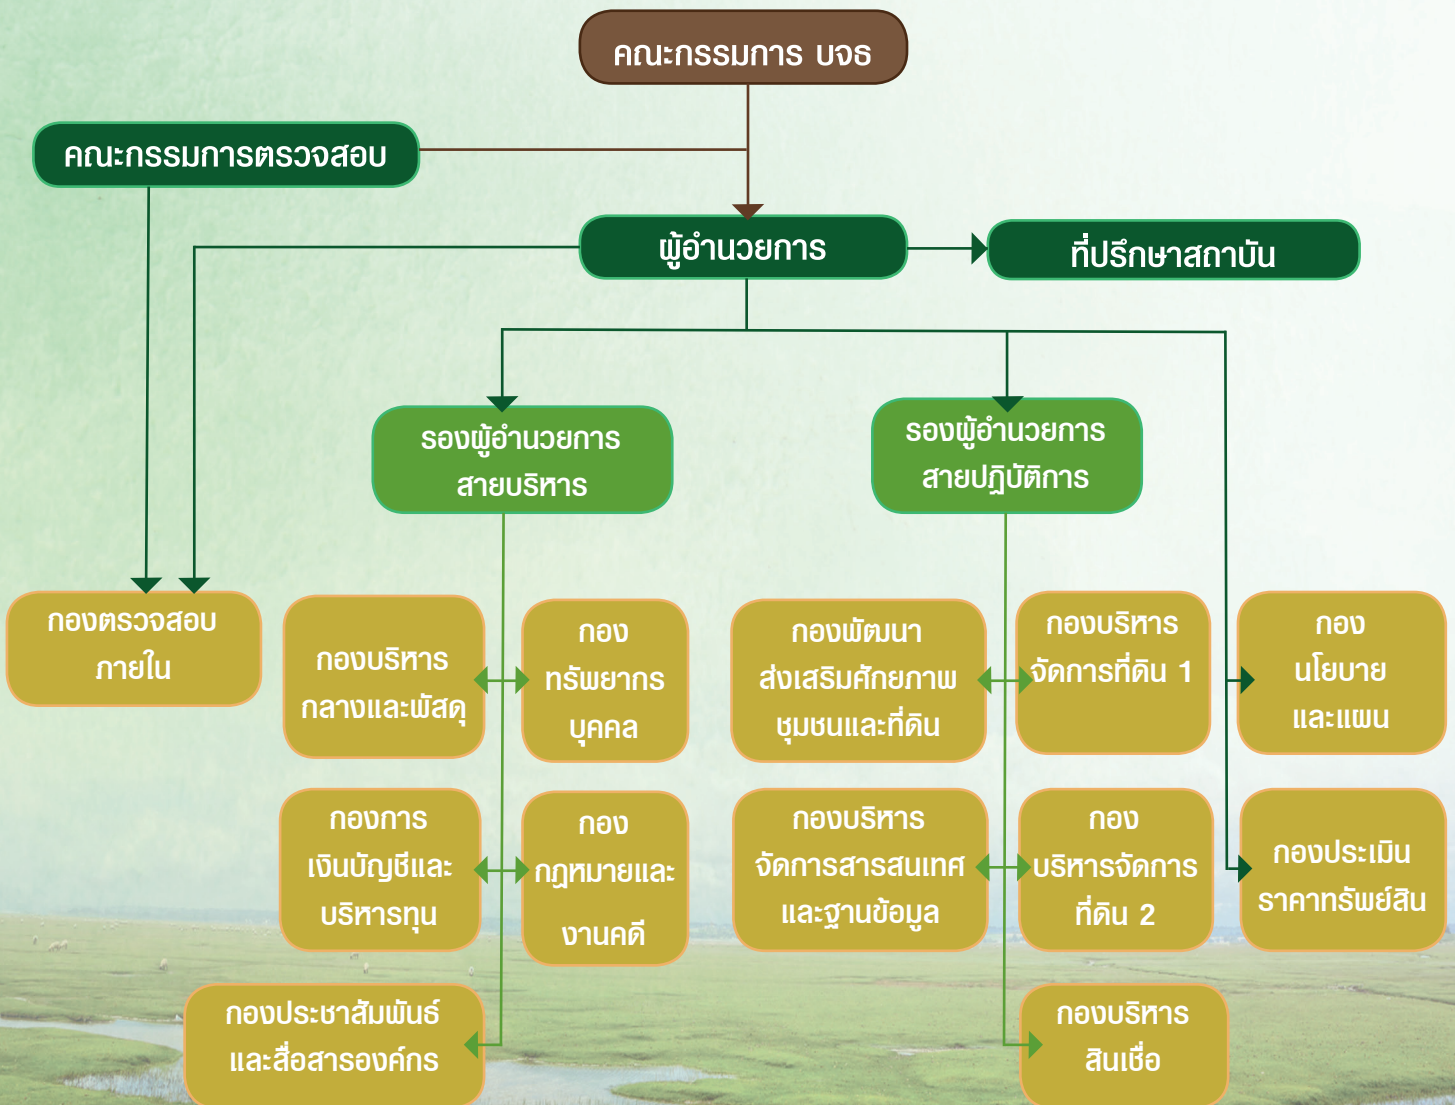 คณะกรรมการ บจธ
คณะกรรมการตรวจสอบ
ผู้อำนวยการ
ที่ปรึกษาสถาบัน
รองผู้อำนวยการ
สายบริหาร
รองผู้อำนวยการ
สายปฏิบัติการ
กองตรวจสอบ
ภายใน
กองบริหาร
กลางและพัสดุ
กอง
ทรัพยากร
บุคคล
กองพัฒนา
ส่งเสริมศักยภาพ
ชุมชนและที่ดิน
กองบริหาร
จัดการที่ดิน 1
กอง
นโยบาย
และแผน
กองการ
เงินบัญชีและ
บริหารทุน
กอง
กฎหมายและ
งานคดี
กองบริหาร
จัดการสารสนเทศ
และฐานข้อมูล
กอง
บริหารจัดการ
ที่ดิน 2
กองประเมิน
ราคาทรัพย์สิน
กองประชาสัมพันธ์
และสื่อสารองค์กร
กองบริหาร
สินเชื่อ